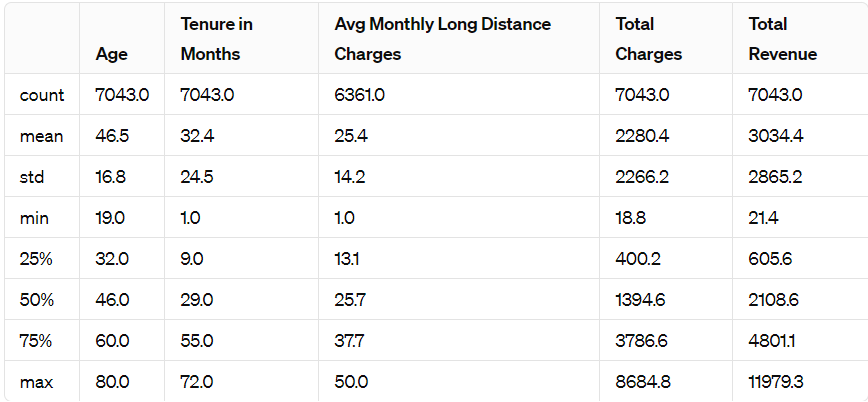 Age Tenure in Months Avg Monthly Long Distance Charges Total Charges Total Revenue
count 7043.0 7043.0 6361.0 7043.0 7043.0
mean 46.5 32.4 25.4 2280.4 3034.4
std 16.8 24.5 14.2 2266.2 2865.2
min 19.0 1.0 1.0 18.8 21.4
25% 32.0 9.0 13.1 400.2 605.6
50% 46.0 29.0 25.7 1394.6 2108.6
75% 60.0 55.0 37.7 3786.6 4801.1
max 80.0 72.0 50.0 8684.8 11979.3